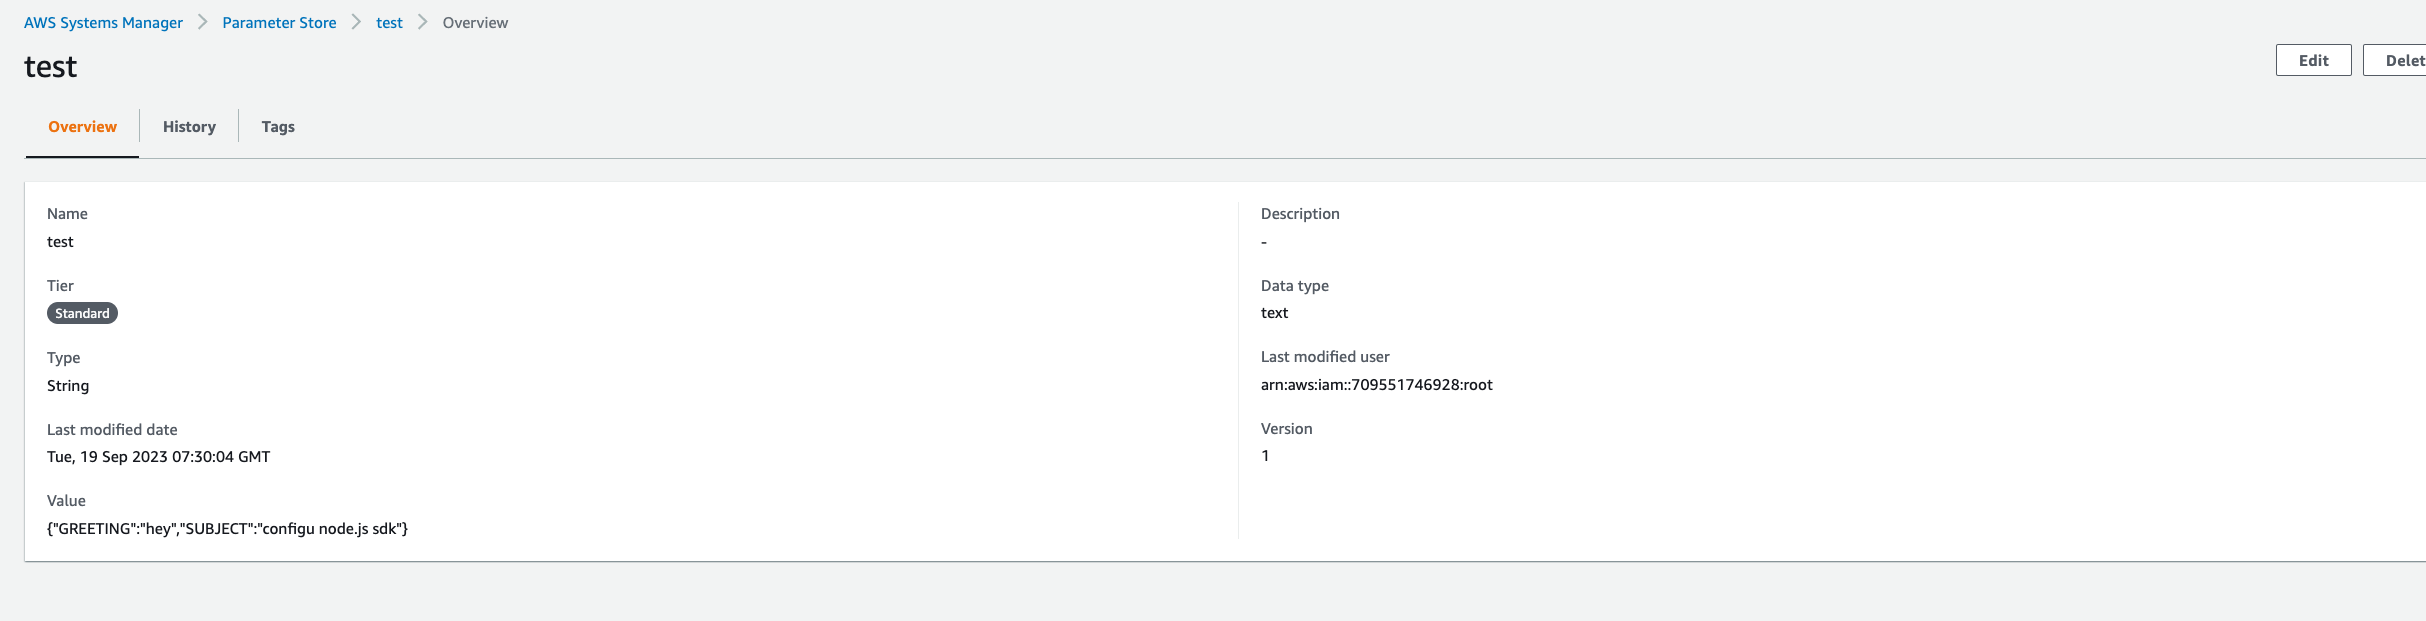 AWS Systems Manager > Parameter Store > test > Overview
test
Edit
Delet
Overview
History
Tags
Name
test
Tier
Standard
Type
String
Last modified date
Tue, 19 Sep 2023 07:30:04 GMT
Value
{"GREETING":"hey","SUBJECT":"configu node.js sdk"}
Description
-
Data type
text
Last modified user
arn:aws:iam::709551746928:root
Version
1